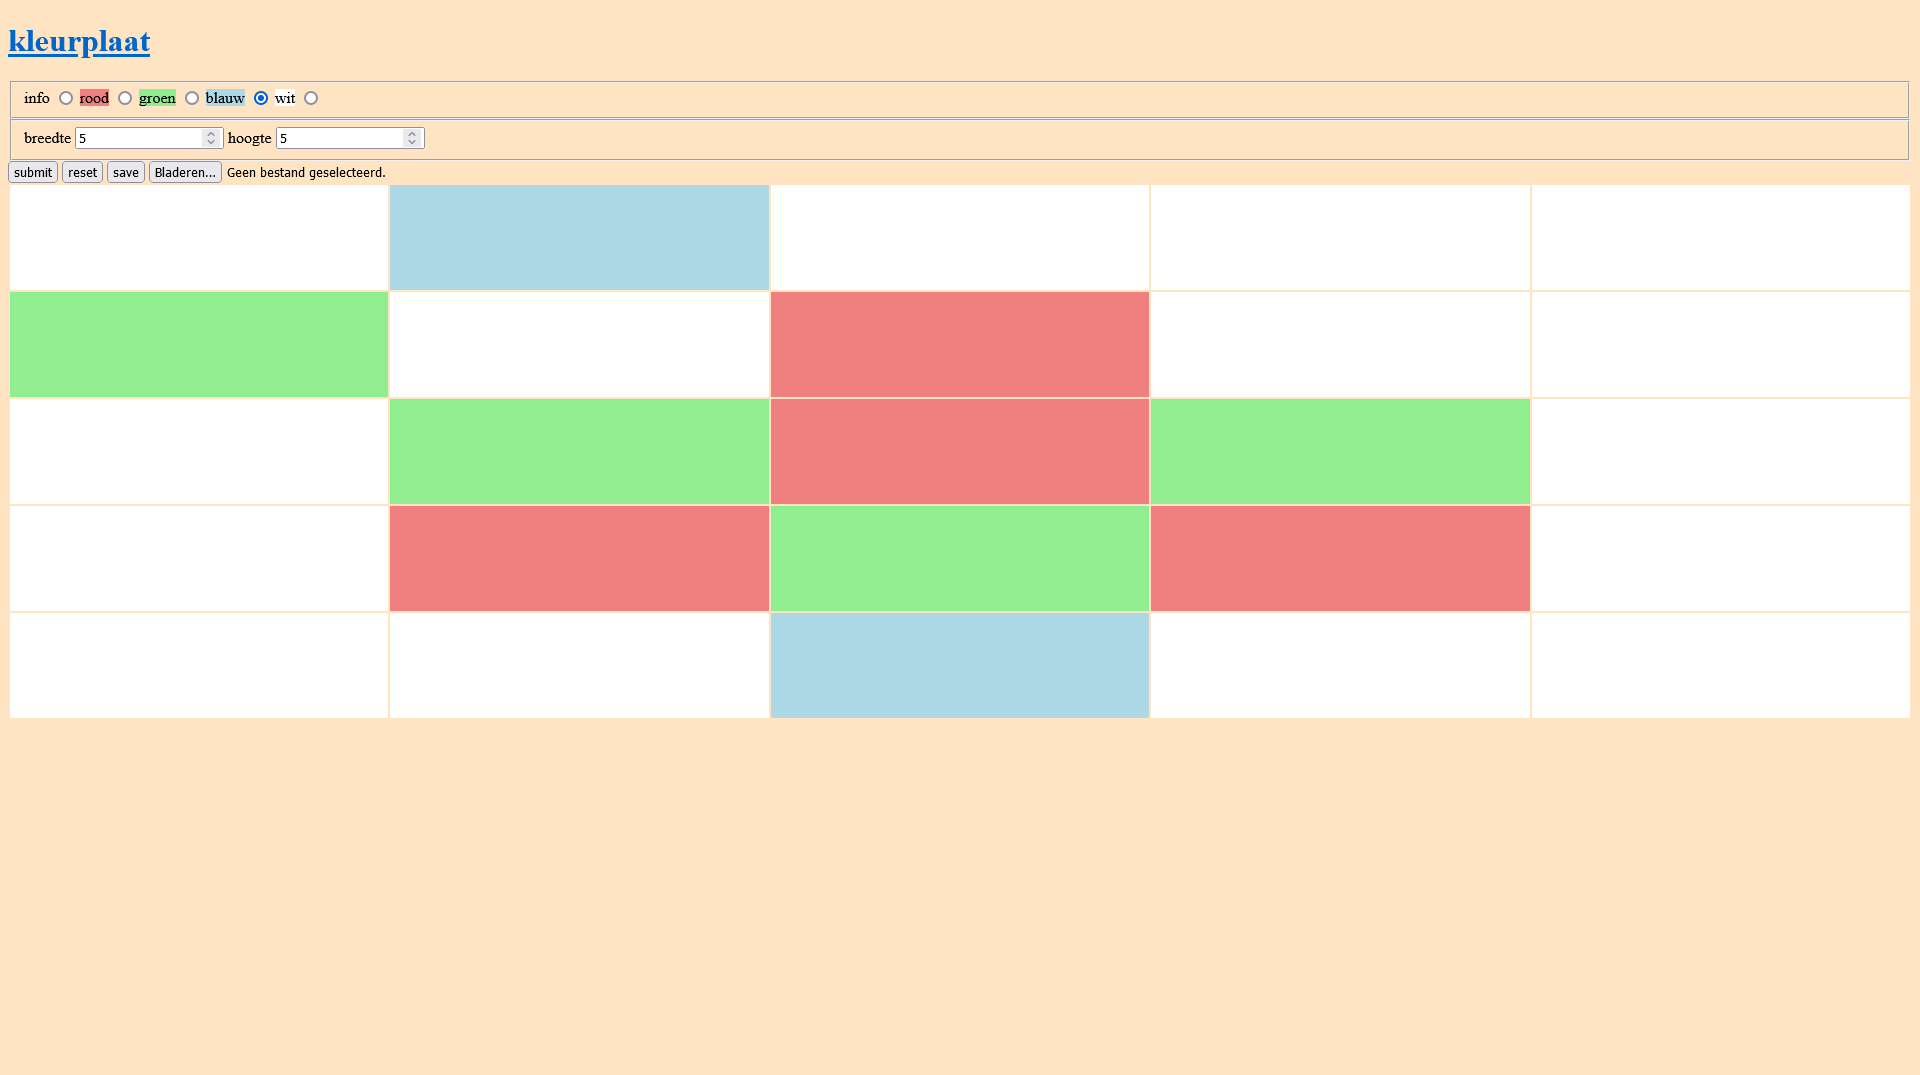 kleurplaat
info rood groen blauw wit
breedte 5 hoogte 5
submit reset save Bladeren... Geen bestand geselecteerd.